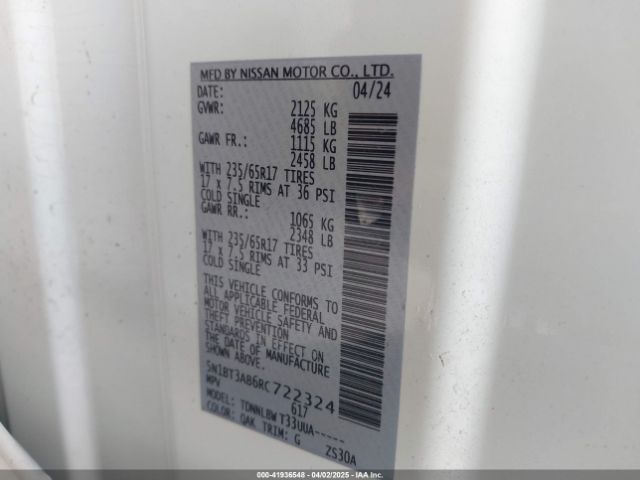 MFD BY NISSAN MOTOR CO., LTD.
DATE: 04/24
GVWR: 2125 KG
4685 LB
GAWR FR.: 1115 KG
2458 LB
WITH 235/65R17 TIRES
17 x 7.5 RIMS AT 36 PSI
COLD SINGLE
GAWR RR.: 1065 KG
2348 LB
WITH 235/65R17 TIRES
17 x 7.5 RIMS AT 33 PSI
COLD SINGLE
THIS VEHICLE CONFORMS TO
ALL APPLICABLE FEDERAL
MOTOR VEHICLE SAFETY AND
THEFT PREVENTION
STANDARDS IN EFFECT ON
THE DATE OF MANUFACTURE
SHOWN ABOVE.
5N1BT3AB6RC722324
MPV 617
MODEL: TDNNLBW T33UUA-----
COLOR: QAK TRIM: G ZS30A
000-41936548 - 04/02/2025 - IAAI.COM